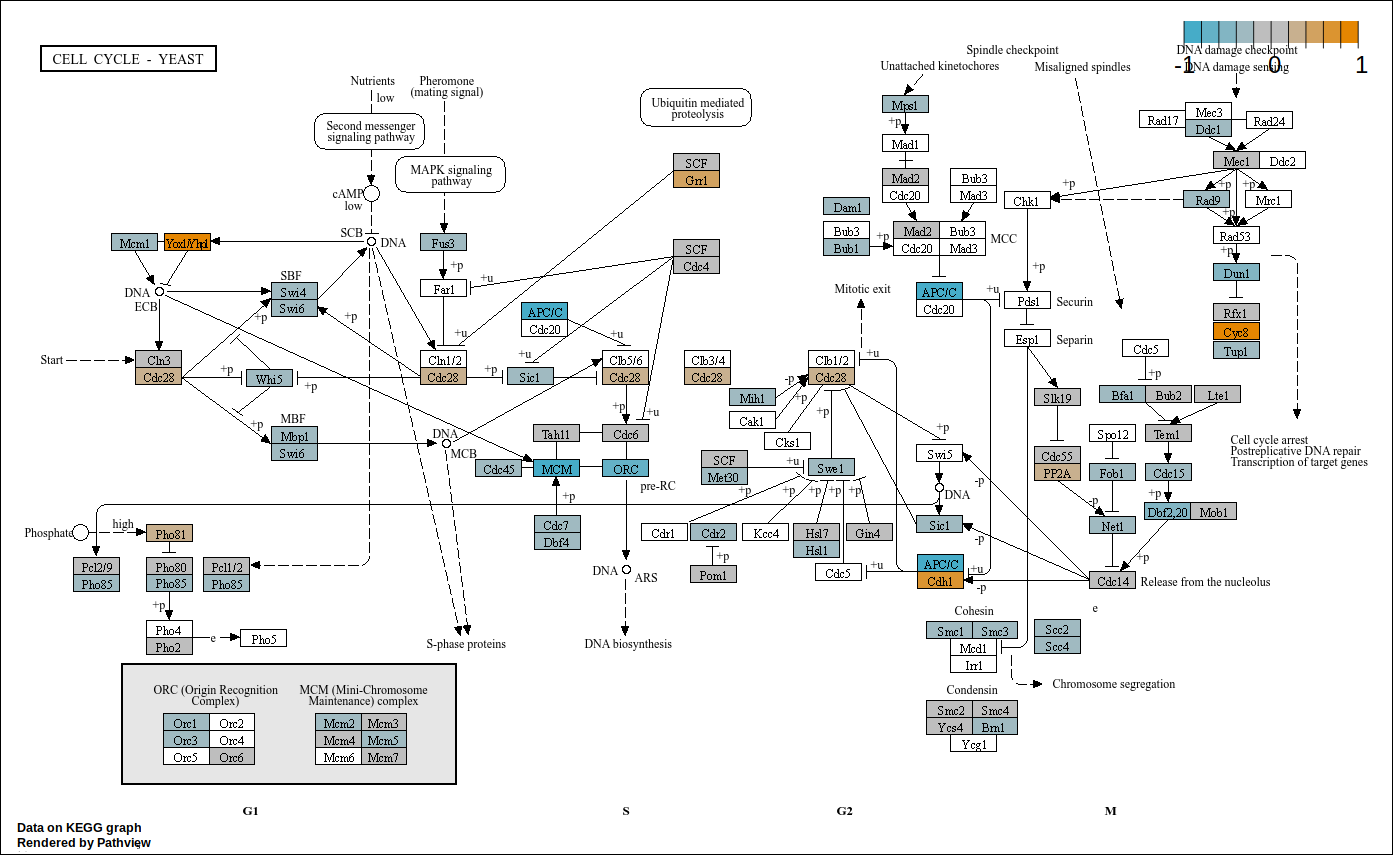 CELL CYCLE - YEAST
Nutrients
low
Pheromone
(mating signal)
Second messenger
signaling pathway
MAPK signaling
pathway
cAMP
low
SCB
DNA
Ubiquitin mediated
proteolysis
SCF
Grr1
SCF
Cdc4
Spindle checkpoint
Unattached kinetochores
Misaligned spindles
DNA damage checkpoint
DNA damage sensing
-1
0
1
Mps1
+p
Mad1
Mad2
Cdc20
Bub3
Mad3
Dam1
Bub3
Bub1
+p
Mad2
Cdc20
Bub3
Mad3
MCC
Rad17
Mec3
Ddc1
Rad24
Mec1
Ddc2
+p
+p
+p
Chk1
Rad9
Mrc1
+p
Rad53
+p
Dun1
Rfx1
Cyc8
Tup1
Mcm1
Fus3
+p
Far1
+u
DNA
ECB
SBF
Swi4
Swi6
+p
+p
Start
Cln3
Cdc28
+p
Whi5
+p
+p
MBF
Mbp1
Swi6
Cln1/2
Cdc28
+u
+p
Sic1
+u
APC/C
Cdc20
+u
Clb5/6
Cdc28
+p
+u
Clb3/4
Cdc28
Mitotic exit
APC/C
Cdc20
+u
+p
Pds1
Securin
Esp1
Separin
Clb1/2
Cdc28
+u
-p
+p
Mih1
Cak1
Cks1
SCF
Met30
+u
Swe1
+p
+p
+p
+p
+p
Swi5
+p
DNA
Sic1
-p
-p
Slk19
Cdc55
PP2A
-p
Cdc5
+p
Bfa1
Bub2
Lte1
Tem1
Spo12
Fob1
Cdc15
+p
Dbf2,20
Mob1
Net1
+p
Cdc14
Release from the nucleolus
e
Cell cycle arrest
Postreplicative DNA repair
Transcription of target genes
DNA
MCB
Tah11
Cdc6
Cdc45
MCM
ORC
pre-RC
+p
Cdc7
Dbf4
DNA
ARS
DNA biosynthesis
S-phase proteins
Phosphate
high
Pho81
Pcl2/9
Pho85
Pho80
Pho85
Pcl1/2
Pho85
+p
Pho4
Pho2
e
Pho5
Cdr1
Cdr2
+p
Pom1
Kcc4
Hsl7
Hsl1
Gin4
Cdc5
+u
APC/C
Cdh1
+u
-p
Cohesin
Smc1
Smc3
Mcd1
Irr1
Scc2
Scc4
Chromosome segregation
Condensin
Smc2
Smc4
Ycs4
Brn1
Ycg1
ORC (Origin Recognition
Complex)
Orc1
Orc2
Orc3
Orc4
Orc5
Orc6
MCM (Mini-Chromosome
Maintenance) complex
Mcm2
Mcm3
Mcm4
Mcm5
Mcm6
Mcm7
G1
S
G2
M
Data on KEGG graph
Rendered by Pathview